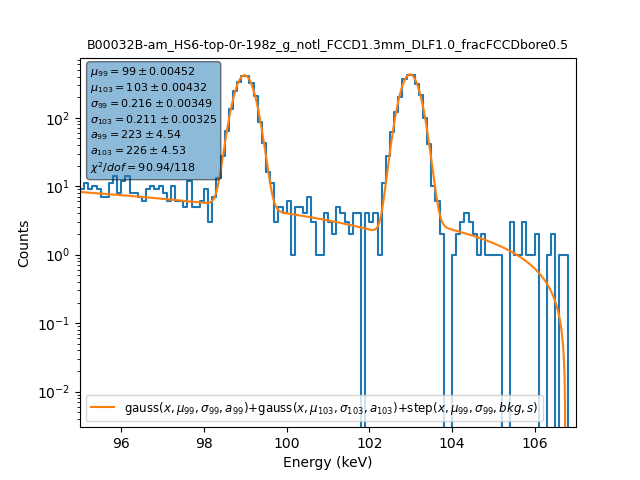 B00032B-am_HS6-top-0r-198z_g_notl_FCCD1.3mm_DLF1.0_fracFCCDbore0.5
μ₉₉ = 99 ± 0.00452
μ₁₀₃ = 103 ± 0.00432
σ₉₉ = 0.216 ± 0.00349
σ₁₀₃ = 0.211 ± 0.00325
a₉₉ = 223 ± 4.54
a₁₀₃ = 226 ± 4.53
χ²/dof = 90.94/118
10²
10¹
10⁰
10⁻¹
10⁻²
Counts
gauss(x, μ₉₉, σ₉₉, a₉₉)+gauss(x, μ₁₀₃, σ₁₀₃, a₁₀₃)+step(x, μ₉₉, σ₉₉, bkg, s)
96 98 100 102 104 106
Energy (keV)